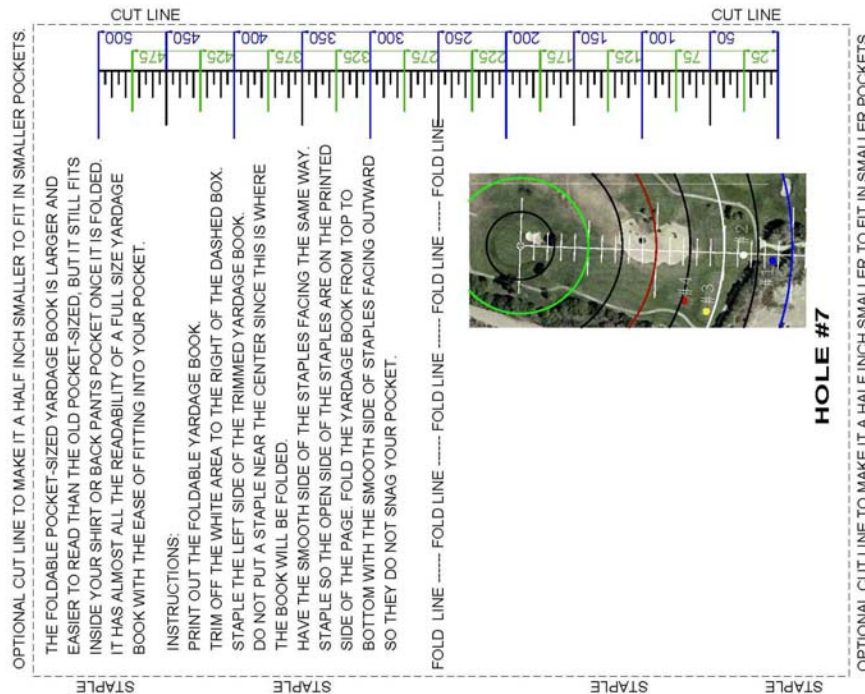 OPTIONAL CUT LINE TO MAKE IT A HALF INCH SMALLER TO FIT IN SMALLER POCKETS.
CUT LINE
THE FOLDABLE POCKET-SIZED YARDAGE BOOK IS LARGER AND
EASIER TO READ THAN THE OLD POCKET-SIZED, BUT IT STILL FITS
INSIDE YOUR SHIRT OR BACK PANTS POCKET ONCE IT IS FOLDED.
IT HAS ALMOST ALL THE READABILITY OF A FULL SIZE YARDAGE
BOOK WITH THE EASE OF FITTING INTO YOUR POCKET.
INSTRUCTIONS:
PRINT OUT THE FOLDABLE YARDAGE BOOK.
TRIM OFF THE WHITE AREA TO THE RIGHT OF THE DASHED BOX.
STAPLE THE LEFT SIDE OF THE TRIMMED YARDAGE BOOK.
DO NOT PUT A STAPLE NEAR THE CENTER SINCE THIS IS WHERE
THE BOOK WILL BE FOLDED.
HAVE THE SMOOTH SIDE OF THE STAPLES FACING THE SAME WAY.
STAPLE SO THE OPEN SIDE OF THE STAPLES ARE ON THE PRINTED
SIDE OF THE PAGE. FOLD THE YARDAGE BOOK FROM TOP TO
BOTTOM WITH THE SMOOTH SIDE OF STAPLES FACING OUTWARD
SO THEY DO NOT SNAG YOUR POCKET.
500
475
450
425
400
375
350
325
300
275
250
225
200
175
150
125
100
75
50
25
STAPLE
STAPLE
FOLD LINE ------ FOLD LINE ------ FOLD LINE ------ FOLD LINE ------ FOLD LINE
#4
#3
#2
#1
HOLE #7
CUT LINE
STAPLE
STAPLE
OPTIONAL CUT LINE TO MAKE IT A HALF INCH SMALLER TO FIT IN SMALLER POCKETS